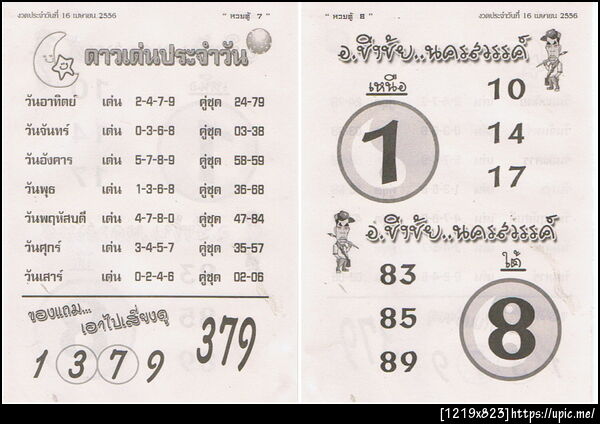 งวดประจำวันที่ 16 เมษายน 2556
" หวยตู้ 7 "
ดาวเด่นประจำวัน
วันอาทิตย์ เด่น 2-4-7-9 คู่ชุด 24-79
วันจันทร์ เด่น 0-3-6-8 คู่ชุด 03-38
วันอังคาร เด่น 5-7-8-9 คู่ชุด 58-59
วันพุธ เด่น 1-3-6-8 คู่ชุด 36-68
วันพฤหัสบดี เด่น 4-7-8-0 คู่ชุด 47-84
วันศุกร์ เด่น 3-4-5-7 คู่ชุด 35-57
วันเสาร์ เด่น 0-2-4-6 คู่ชุด 02-06
ของแถม...
เอาไปเสี่ยงดุ
1 3 7 9 9
379
" หวยตู้ 8 "
งวดประจำวันที่ 16 เมษายน 2556
อ.ชีรชัย..นครสวรรค์
เหนือ
1
10
14
17
อ.ชีรชัย..นครสวรรค์
83
85
89
ใต้
8
[1219x823]https://upic.me/